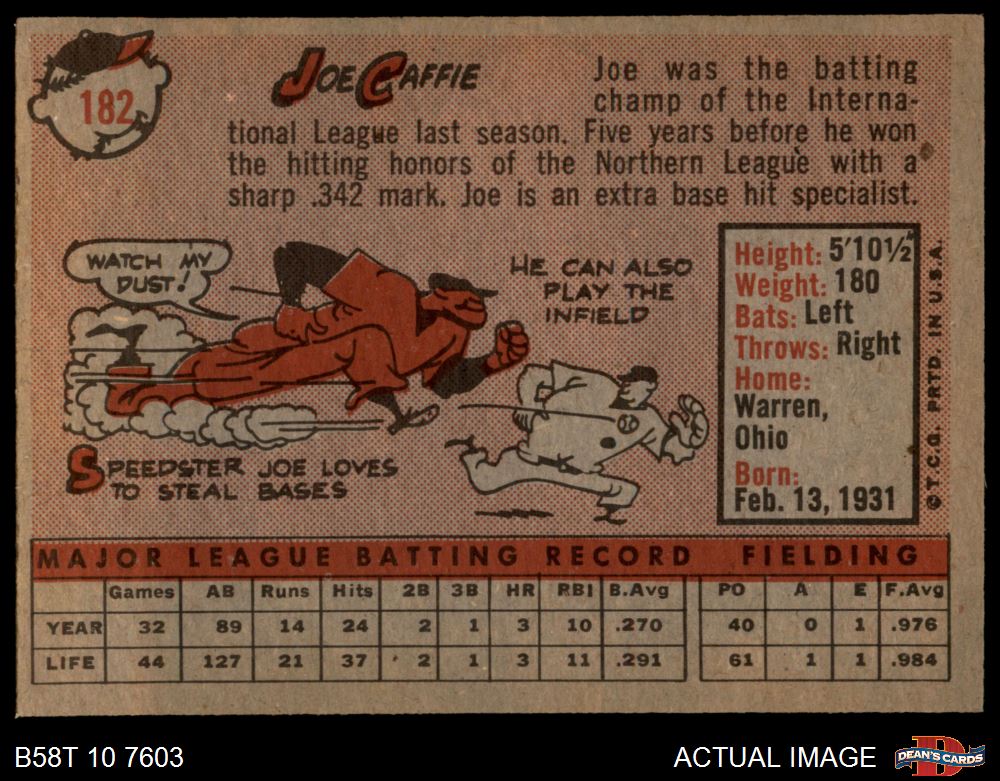 182
JOE CAFFIE
Joe was the batting
champ of the Interna-
tional League last season. Five years before he won
the hitting honors of the Northern League with a
sharp .342 mark. Joe is an extra base hit specialist.
WATCH MY
DUST!
HE CAN ALSO
PLAY THE
INFIELD
SPEEDSTER JOE LOVES
TO STEAL BASES
Height: 5'10½"
Weight: 180
Bats: Left
Throws: Right
Home:
Warren,
Ohio
Born:
Feb. 13, 1931
©T.C.G. PRTD. IN U.S.A.
MAJOR LEAGUE BATTING RECORD FIELDING
Games AB Runs Hits 2B 3B HR RBI B.Avg PO A E F.Avg
YEAR 32 89 14 24 2 1 3 10 .270 40 0 1 .976
LIFE 44 127 21 37 2 1 3 11 .291 61 1 1 .984
B58T 10 7603 ACTUAL IMAGE
D
DEAN'S CARDS